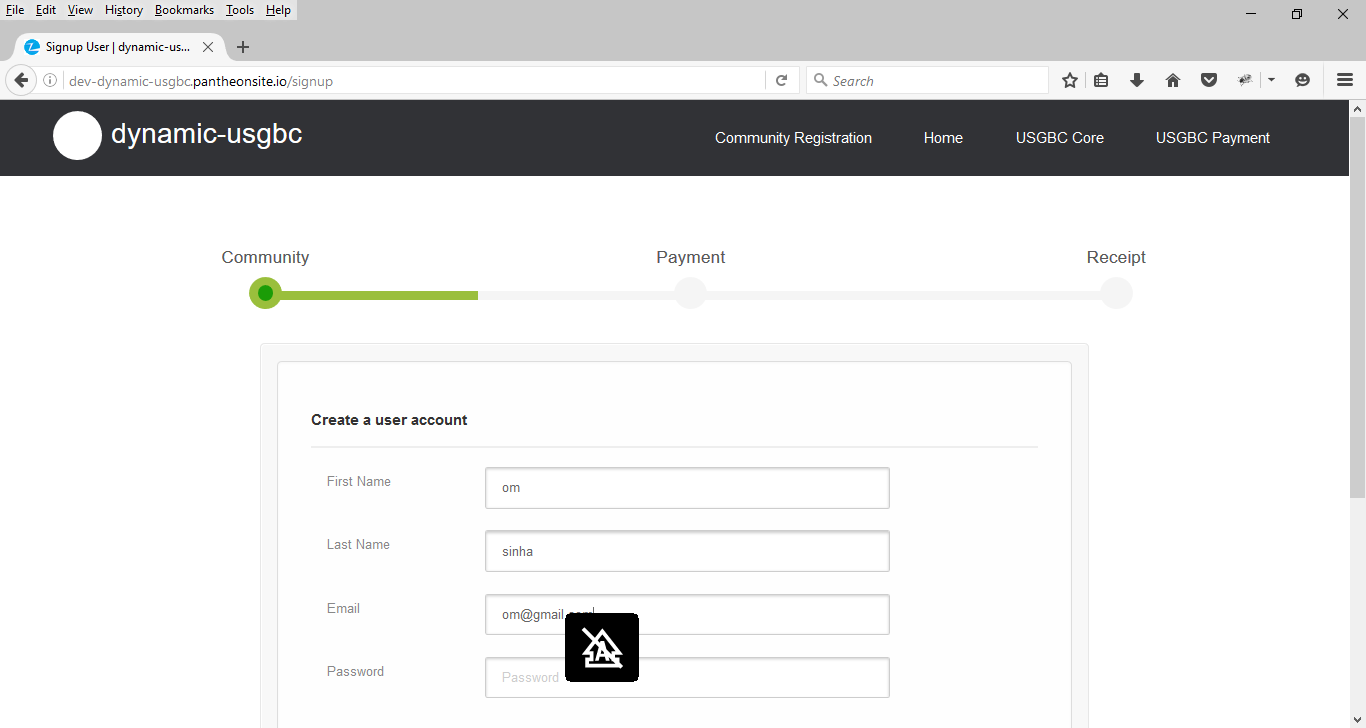 File Edit View History Bookmarks Tools Help
Signup User | dynamic-us...
dev-dynamic-usgbc.pantheonsite.io/signup
Search
dynamic-usgbc
Community Registration
Home
USGBC Core
USGBC Payment
Community
Payment
Receipt
Create a user account
First Name
om
Last Name
sinha
Email
om@gmail.com
Password
Password
A